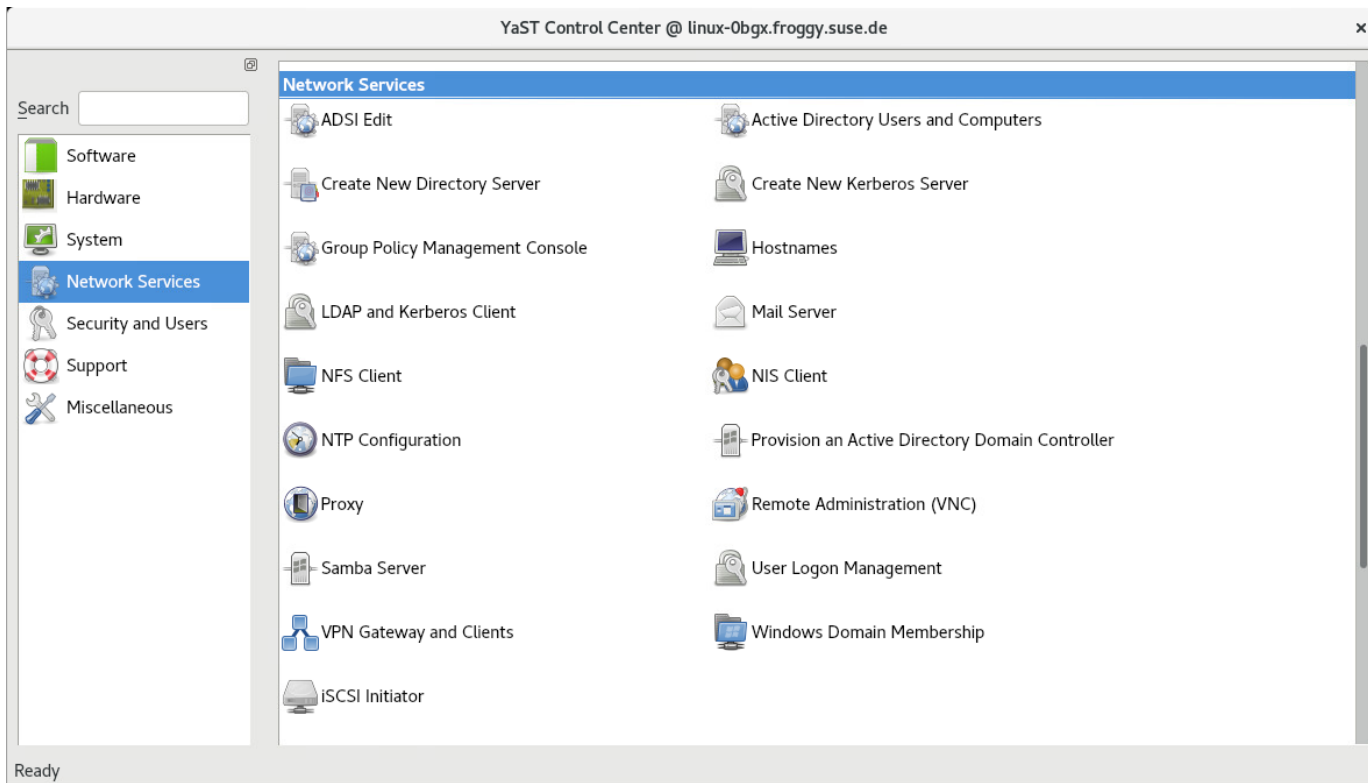 YaST Control Center @ linux-0bgx.froggy.suse.de
Search
Software
Hardware
System
Network Services
Security and Users
Support
Miscellaneous
Network Services
ADSI Edit
Active Directory Users and Computers
Create New Directory Server
Create New Kerberos Server
Group Policy Management Console
Hostnames
LDAP and Kerberos Client
Mail Server
NFS Client
NIS Client
NTP Configuration
Provision an Active Directory Domain Controller
Proxy
Remote Administration (VNC)
Samba Server
User Logon Management
VPN Gateway and Clients
Windows Domain Membership
iSCSI Initiator
Ready